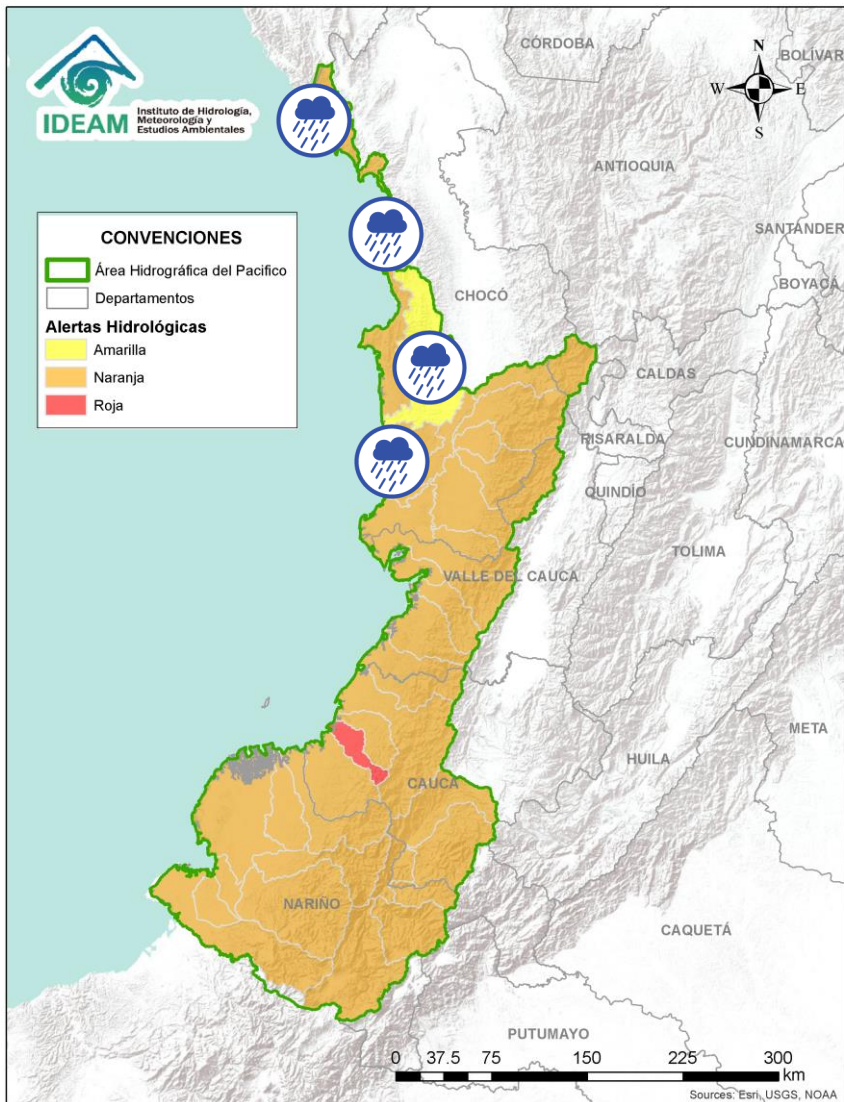 IDEAM
Instituto de Hidrología,
Meteorología y
Estudios Ambientales
N
W
E
S
CONVENCIONES
Área Hidrográfica del Pacifico
Departamentos
Alertas Hidrológicas
Amarilla
Naranja
Roja
CÓRDOBA
BOLÍVAR
ANTIOQUIA
SANTANDER
BOYACÁ
CHOCÓ
CALDAS
RISARALDA
CUNDINAMARCA
QUINDÍO
TOLIMA
VALLE DEL CAUCA
META
HUILA
CAUCA
NARIÑO
CAQUETÁ
PUTUMAYO
0 37.5 75 150 225 300
km
Sources: Esri, USGS, NOAA